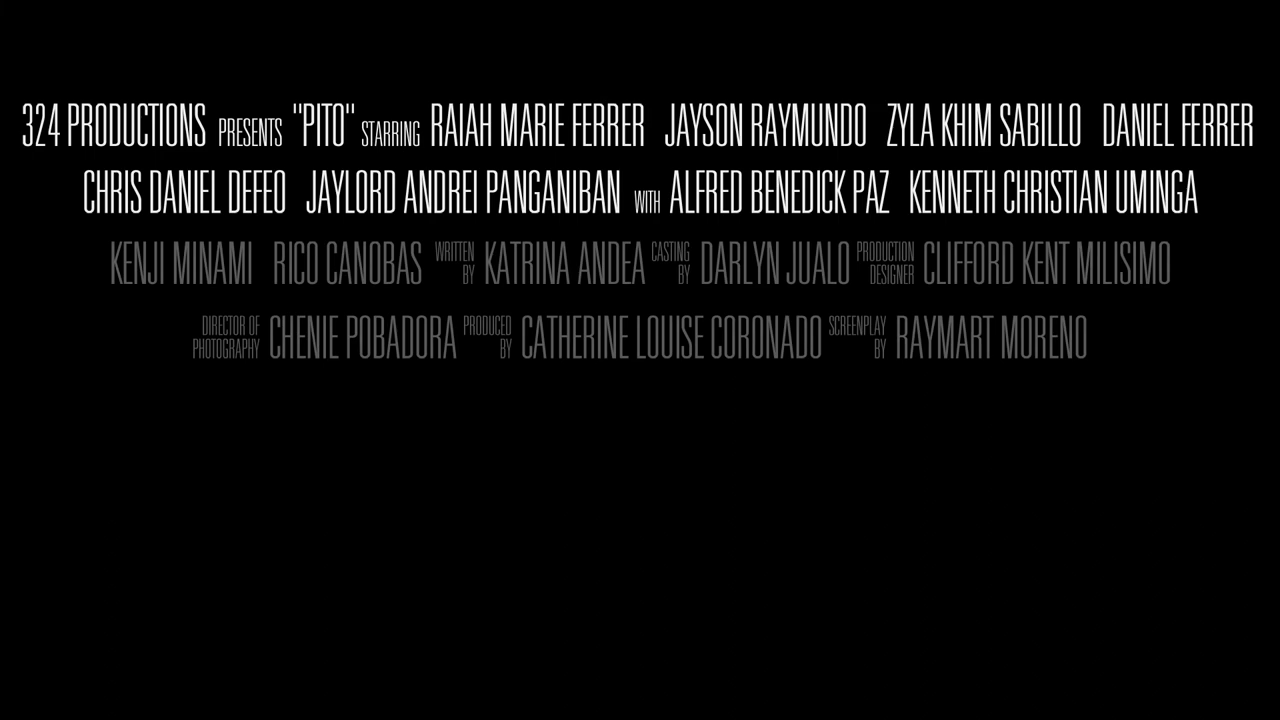 324 PRODUCTIONS PRESENTS "PITO" STARRING RAIAH MARIE FERRER JAYSON RAYMUNDO ZYLA KHIM SABILLO DANIEL FERRER
CHRIS DANIEL DEFEO JAYLORD ANDREI PANGANIBAN WITH ALFRED BENEDICK PAZ KENNETH CHRISTIAN UMINGA
KENJI MINAMI RICO CANOBAS WRITTEN BY KATRINA ANDEA CASTING BY DARLYN JUALO PRODUCTION DESIGNER CLIFFORD KENT MILISIMO
DIRECTOR OF PHOTOGRAPHY CHENIE POBADORA PRODUCED BY CATHERINE LOUISE CORONADO SCREENPLAY BY RAYMART MORENO